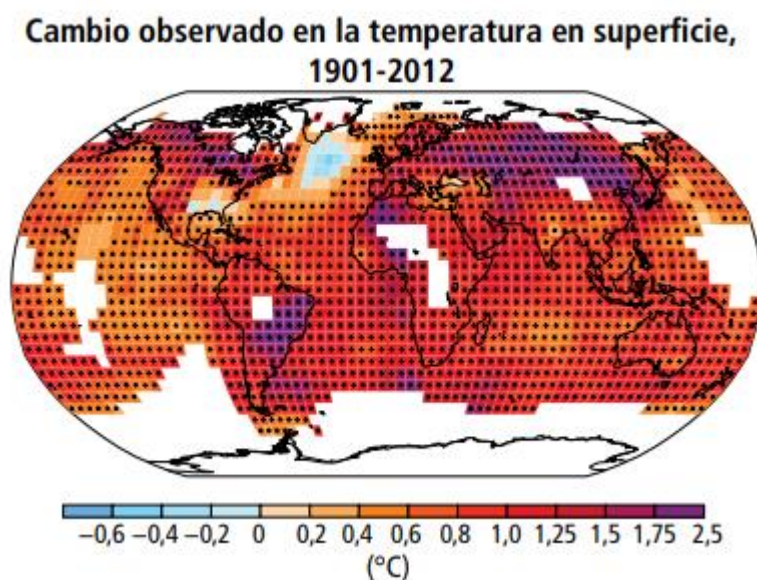 Cambio observado en la temperatura en superficie,
1901-2012
−0,6 −0,4 −0,2 0 0,2 0,4 0,6 0,8 1,0 1,25 1,5 1,75 2,5
(°C)